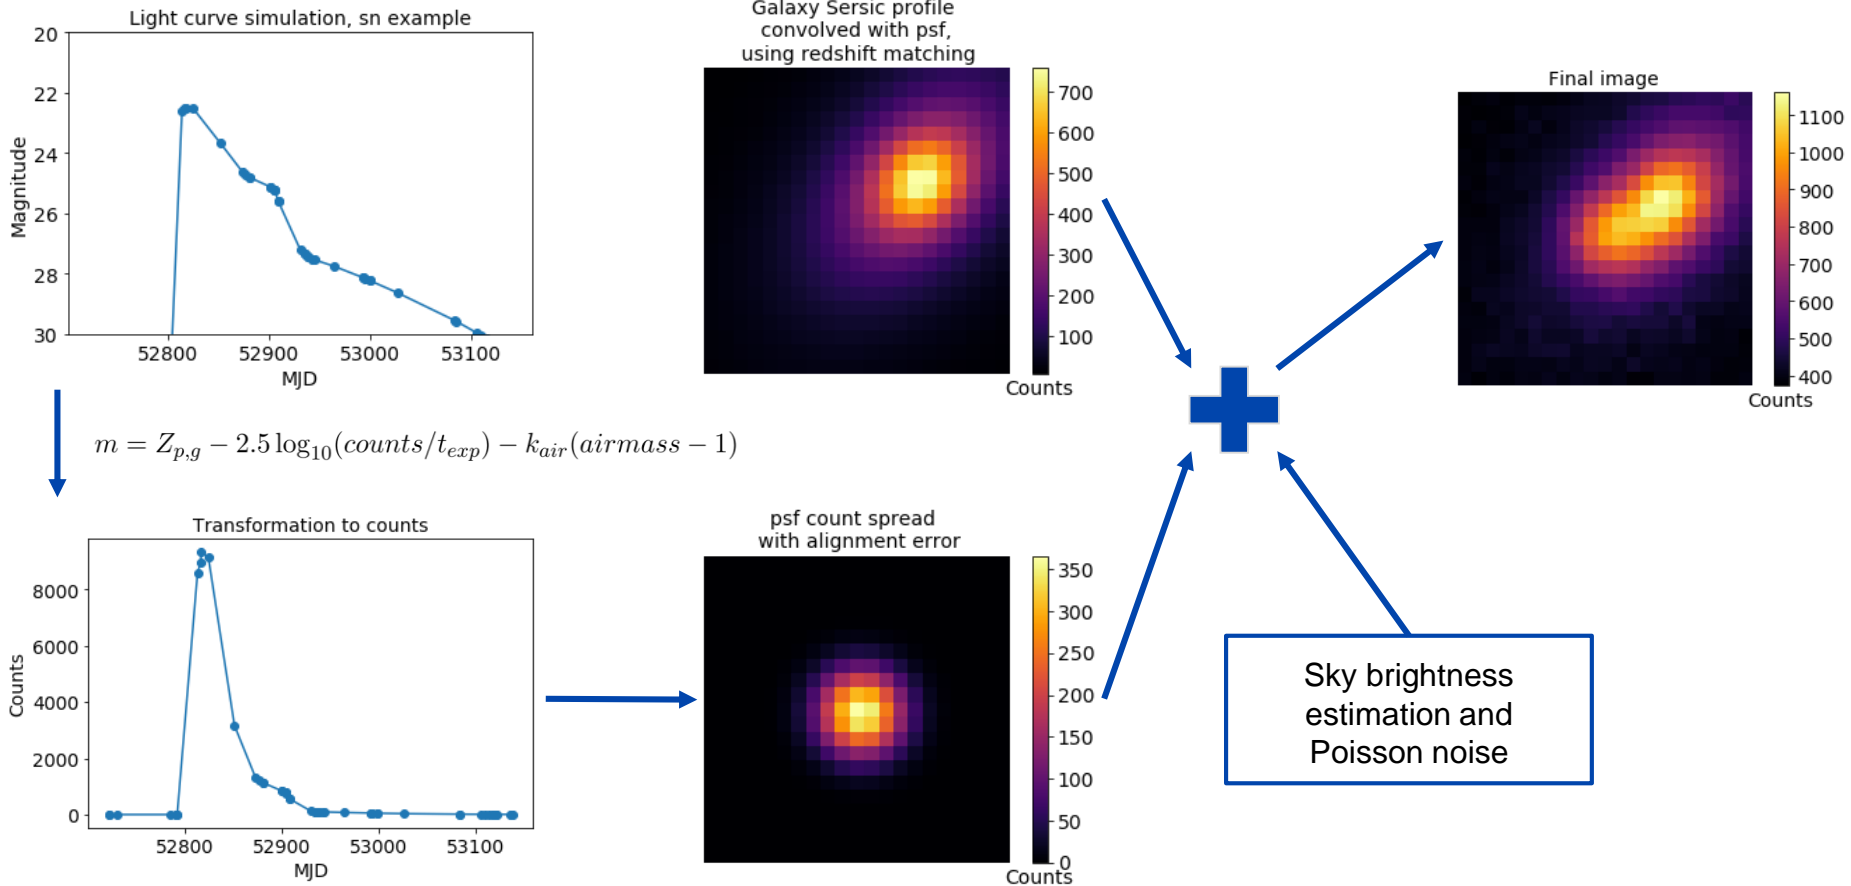 Light curve simulation, sn example
20
22
24
26
28
30
Magnitude
52800
52900
53000
53100
MJD
Galaxy Sersic profile
convolved with psf,
using redshift matching
700
600
500
400
300
200
100
Counts
Final image
1100
1000
900
800
700
600
500
400
Counts
m = Z_{p,g} − 2.5 log_{10}(counts/t_{exp}) − k_{air}(airmass − 1)
Transformation to counts
8000
6000
4000
2000
0
Counts
52800
52900
53000
53100
MJD
psf count spread
with alignment error
350
300
250
200
150
100
50
0
Counts
Sky brightness
estimation and
Poisson noise